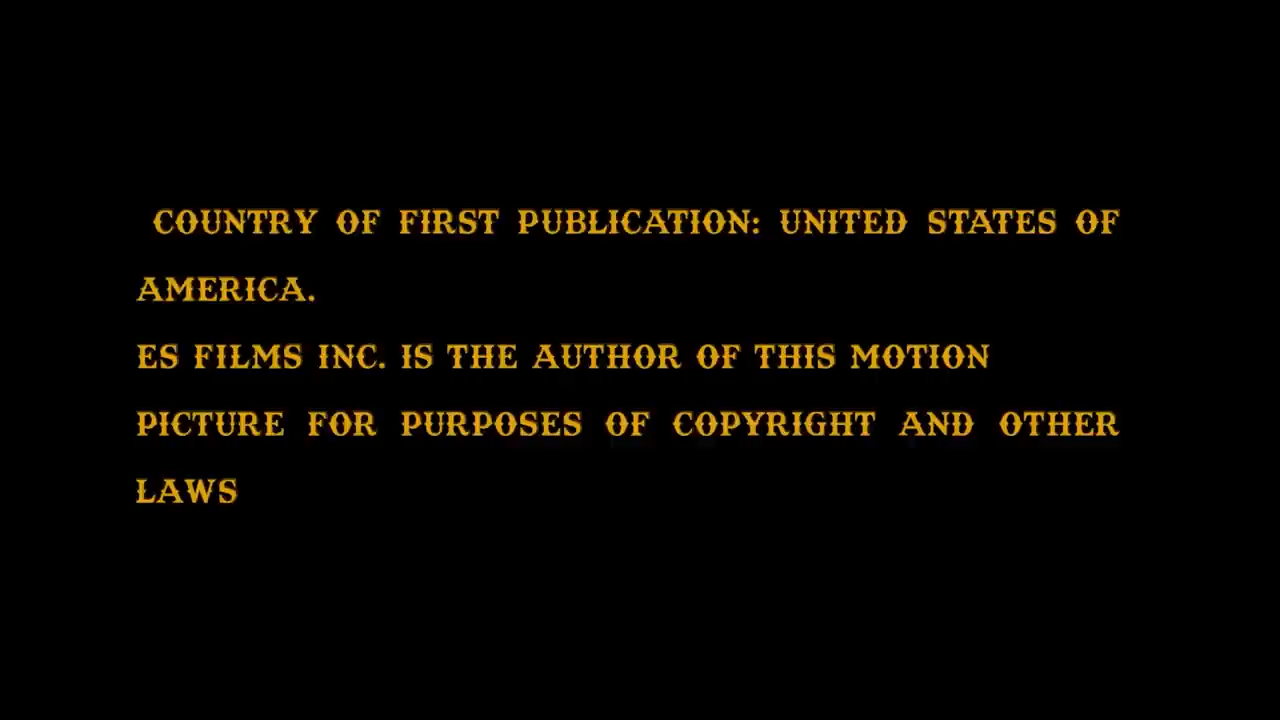 COUNTRY OF FIRST PUBLICATION: UNITED STATES OF
AMERICA.
ES FILMS INC. IS THE AUTHOR OF THIS MOTION
PICTURE FOR PURPOSES OF COPYRIGHT AND OTHER
LAWS